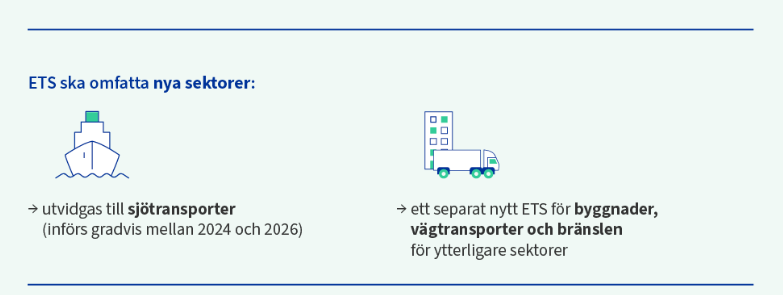 ETS ska omfatta nya sektorer:
→ utvidgas till sjötransporter
(införs gradvis mellan 2024 och 2026)
→ ett separat nytt ETS för byggnader,
vägtransporter och bränslen
för ytterligare sektorer